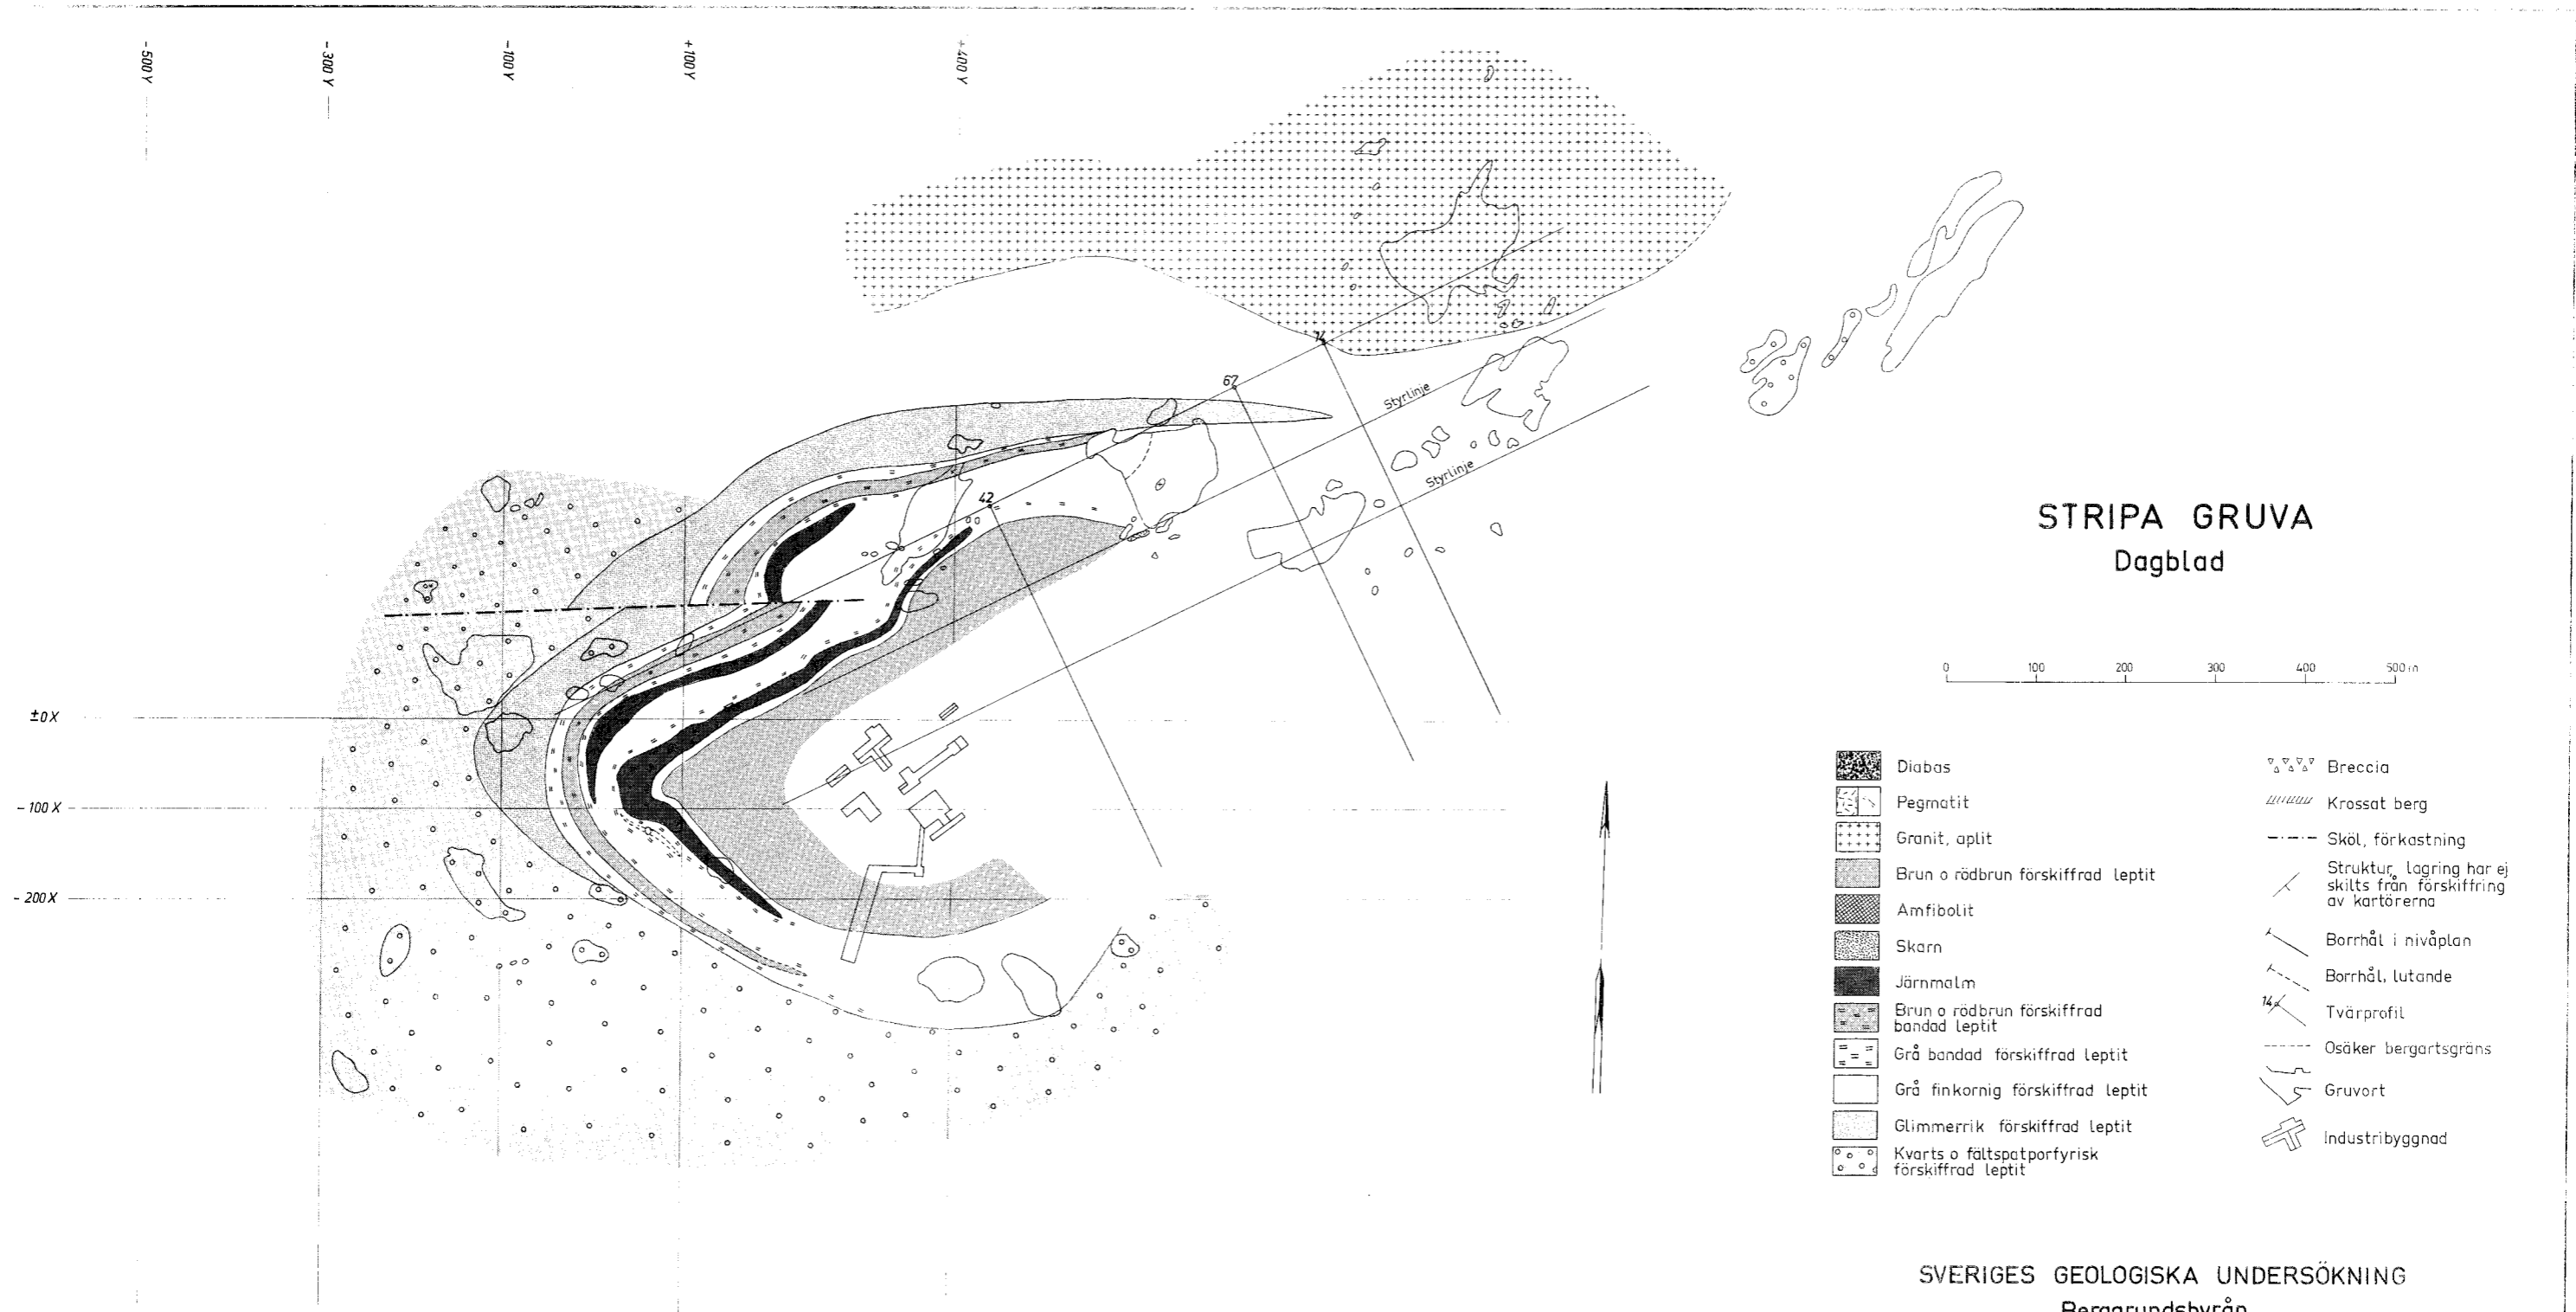 - 500 Y
- 300 Y
- 100 Y
+ 100 Y
+ 400 Y
14
67
Styrlinje
42
Styrlinje
STRIPA GRUVA
Dagblad
0 100 200 300 400 500 m
± 0 X
- 100 X
- 200 X
Diabas
Pegmatit
Granit, aplit
Brun o rödbrun förskiffrad leptit
Amfibolit
Skarn
Järnmalm
Brun o rödbrun förskiffrad
bandad leptit
Grå bandad förskiffrad leptit
Grå finkornig förskiffrad leptit
Glimmerrik förskiffrad leptit
Kvarts o fältspatporfyrisk
förskiffrad leptit
Breccia
Krossat berg
Sköl, förkastning
Struktur, lagring har ej
skilts från förskiffring
av kartörerna
Borrhål i nivåplan
Borrhål, lutande
14
Tvärprofil
Osäker bergartsgräns
Gruvort
Industribyggnad
SVERIGES GEOLOGISKA UNDERSÖKNING
Berggrundsbyrån